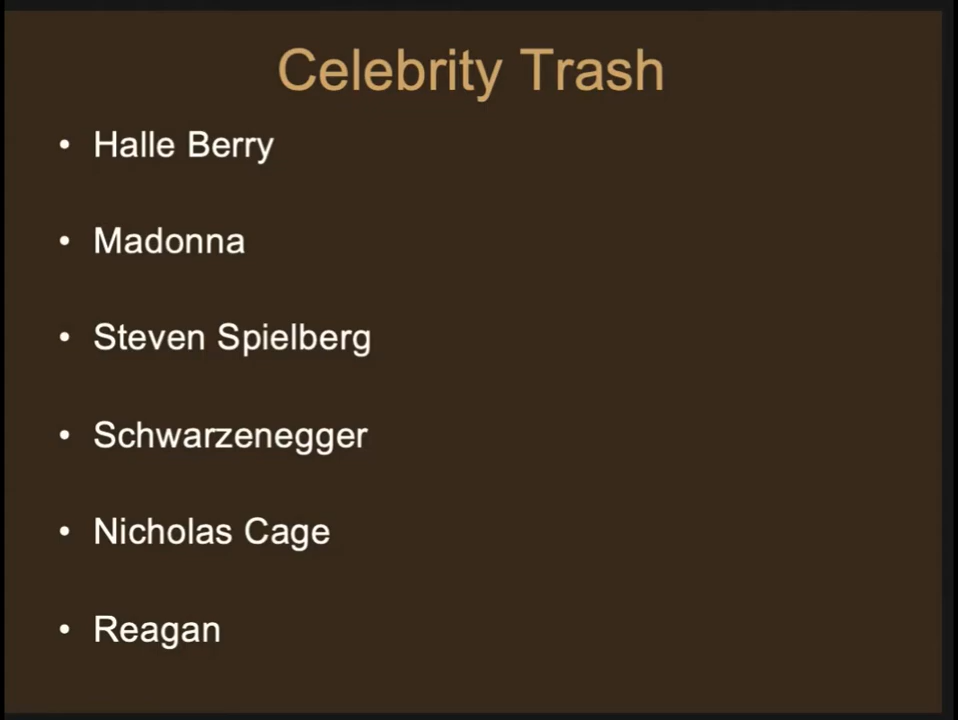 Celebrity Trash
• Halle Berry
• Madonna
• Steven Spielberg
• Schwarzenegger
• Nicholas Cage
• Reagan